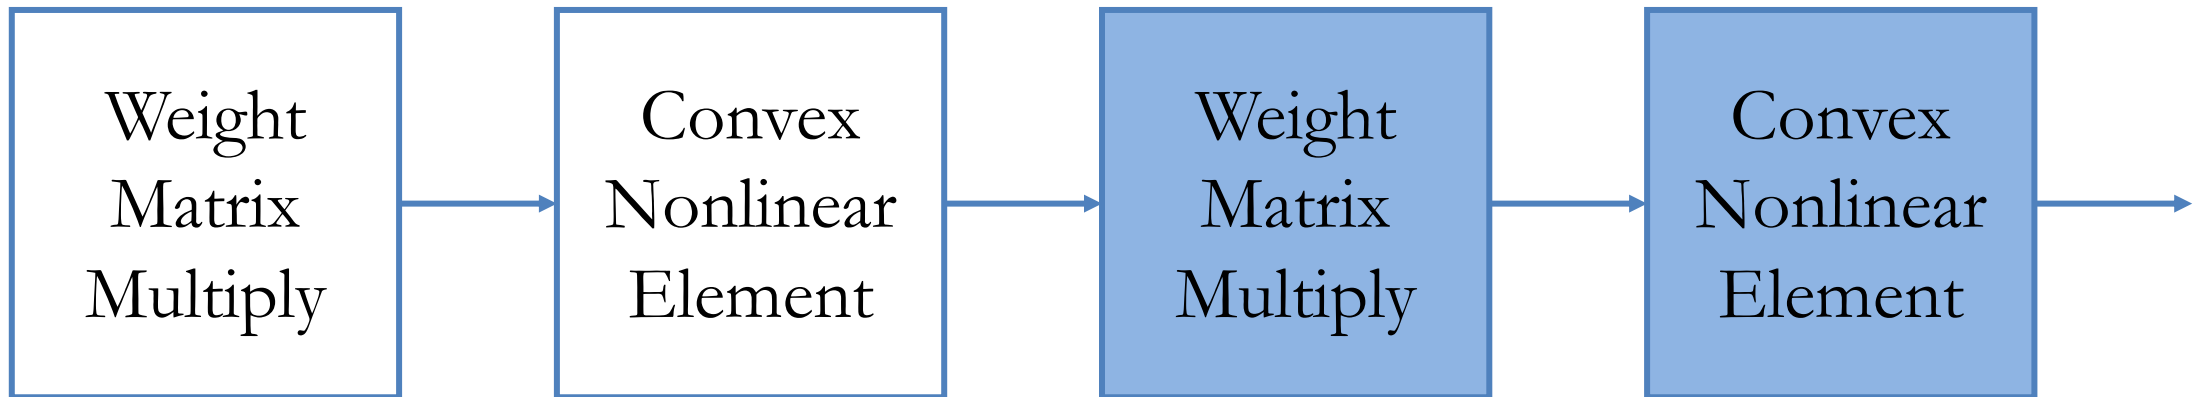 Weight
Matrix
Multiply
Convex
Nonlinear
Element
Weight
Matrix
Multiply
Convex
Nonlinear
Element